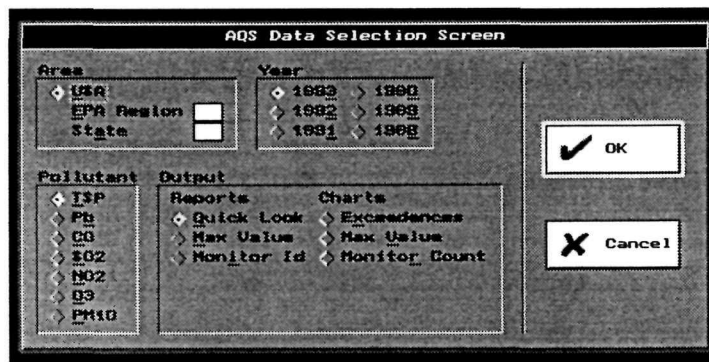 AQS Data Selection Screen
Area
USA
EPA Region
State
Year
1993 1990
1992 1989
1991 1988
Pollutant
TSP
Pb
CO
SO2
NO2
O3
PM10
Output
Reports
Quick Look
Max Value
Monitor Id
Charts
Exceedances
Max Value
Monitor Count
OK
Cancel